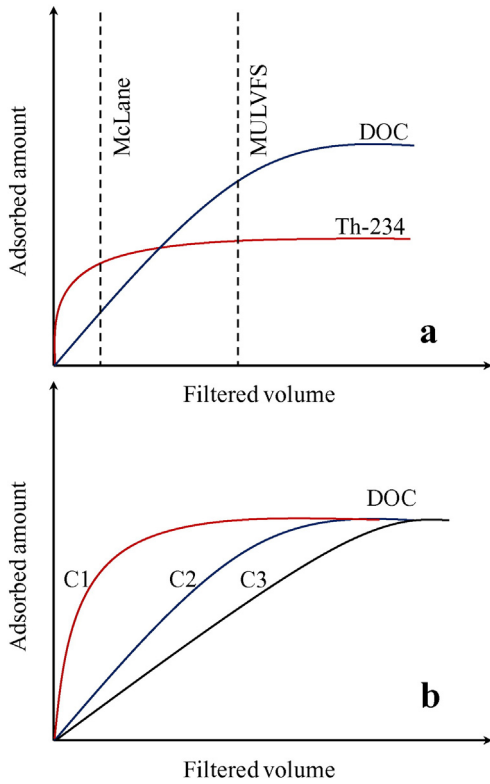 Adsorbed amount
McLane
MULVFS
DOC
Th-234
a
Filtered volume
Adsorbed amount
DOC
C1
C2
C3
b
Filtered volume